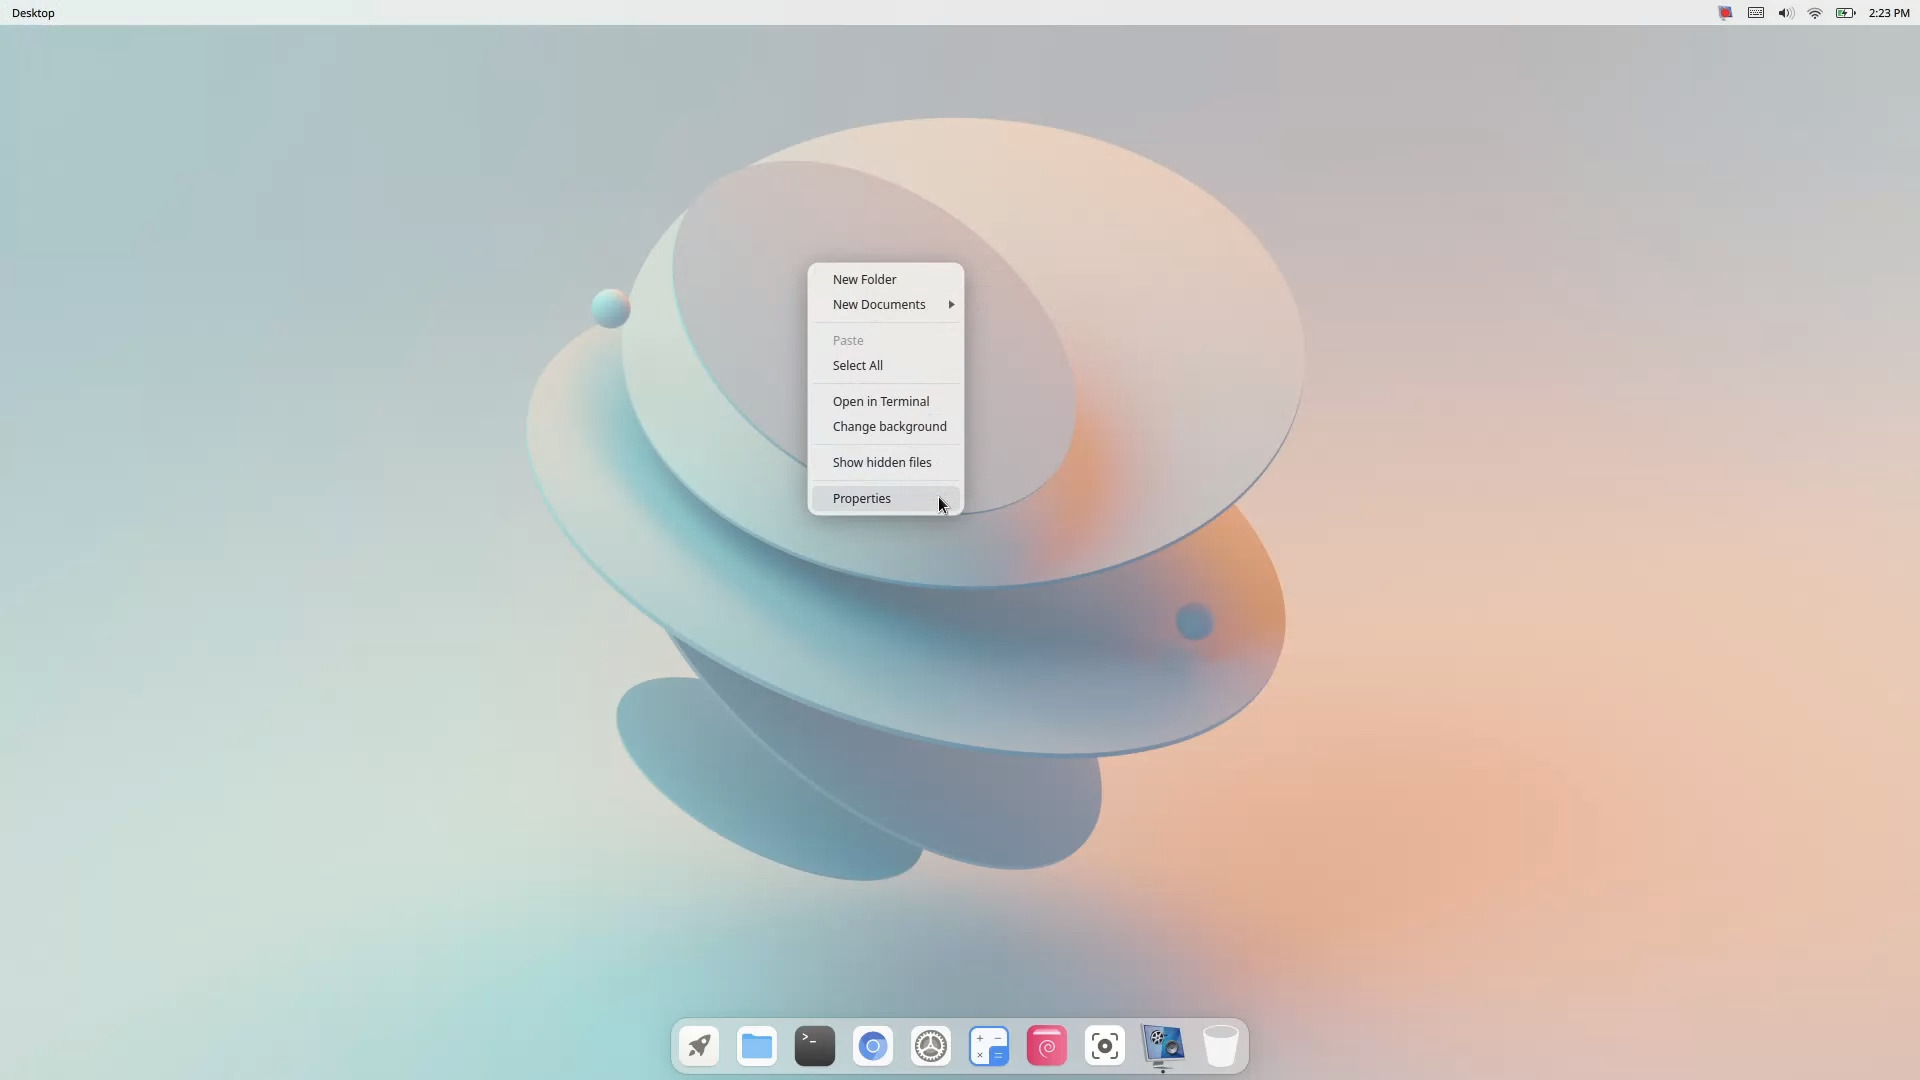 Desktop
2:23 PM
New Folder
New Documents
Paste
Select All
Open in Terminal
Change background
Show hidden files
Properties
>_
+ −
× =